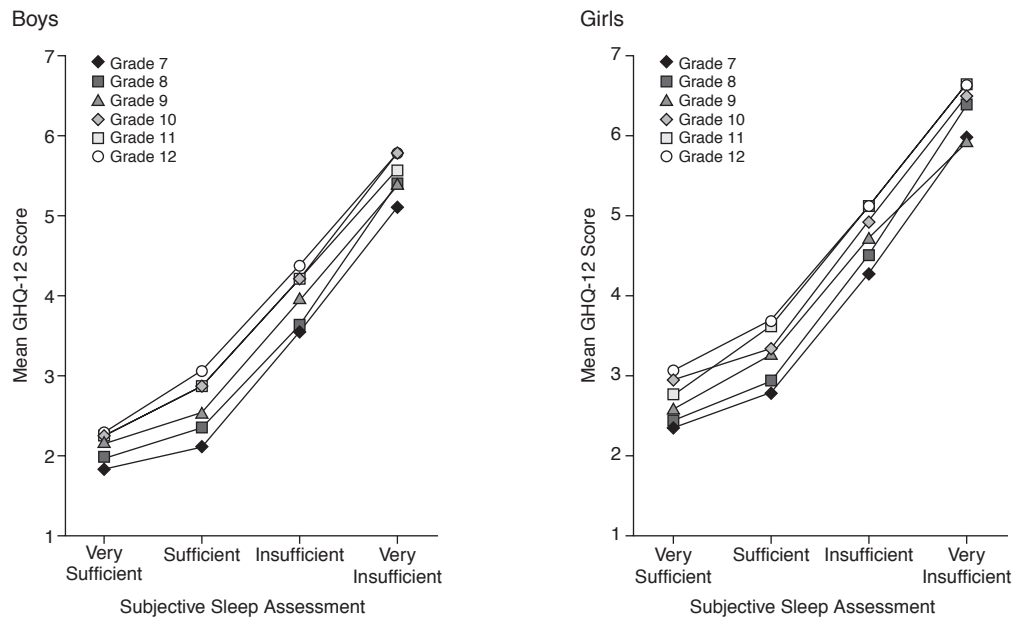 Boys
7
6
5
4
3
2
1
Mean GHQ-12 Score
Grade 7
Grade 8
Grade 9
Grade 10
Grade 11
Grade 12
Very
Sufficient
Sufficient
Insufficient
Very
Insufficient
Subjective Sleep Assessment
Girls
7
6
5
4
3
2
1
Mean GHQ-12 Score
Grade 7
Grade 8
Grade 9
Grade 10
Grade 11
Grade 12
Very
Sufficient
Sufficient
Insufficient
Very
Insufficient
Subjective Sleep Assessment